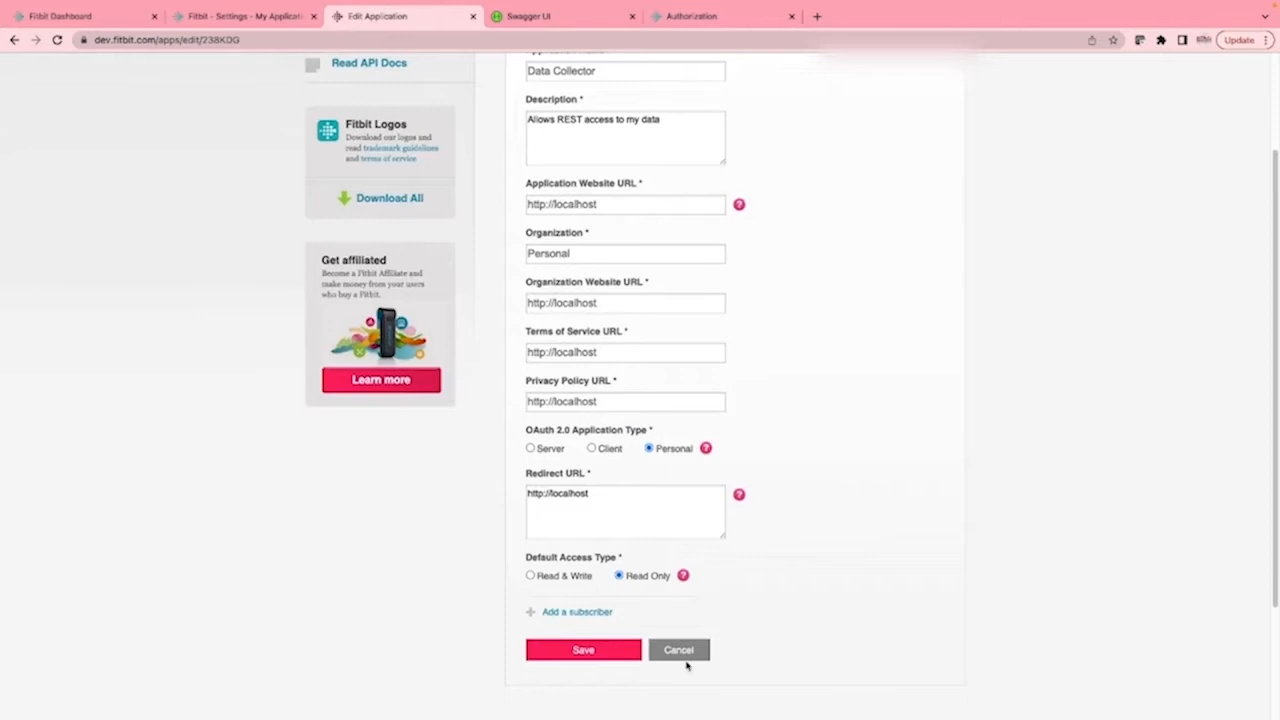 Fitbit Dashboard
Fitbit - Settings - My Applicati
Edit Application
Swagger UI
Authorization
dev.fitbit.com/apps/edit/238KDG
Update
Read API Docs
Fitbit Logos
Download our logos and
read trademark guidelines
and terms of service
Download All
Get affiliated
Become a Fitbit Affiliate and
make money from your users
who buy a Fitbit.
Learn more
Data Collector
Description *
Allows REST access to my data
Application Website URL *
http://localhost
?
Organization *
Personal
Organization Website URL *
http://localhost
Terms of Service URL *
http://localhost
Privacy Policy URL *
http://localhost
OAuth 2.0 Application Type *
Server Client Personal ?
Redirect URL *
http://localhost
?
Default Access Type *
Read & Write Read Only ?
Add a subscriber
Save Cancel